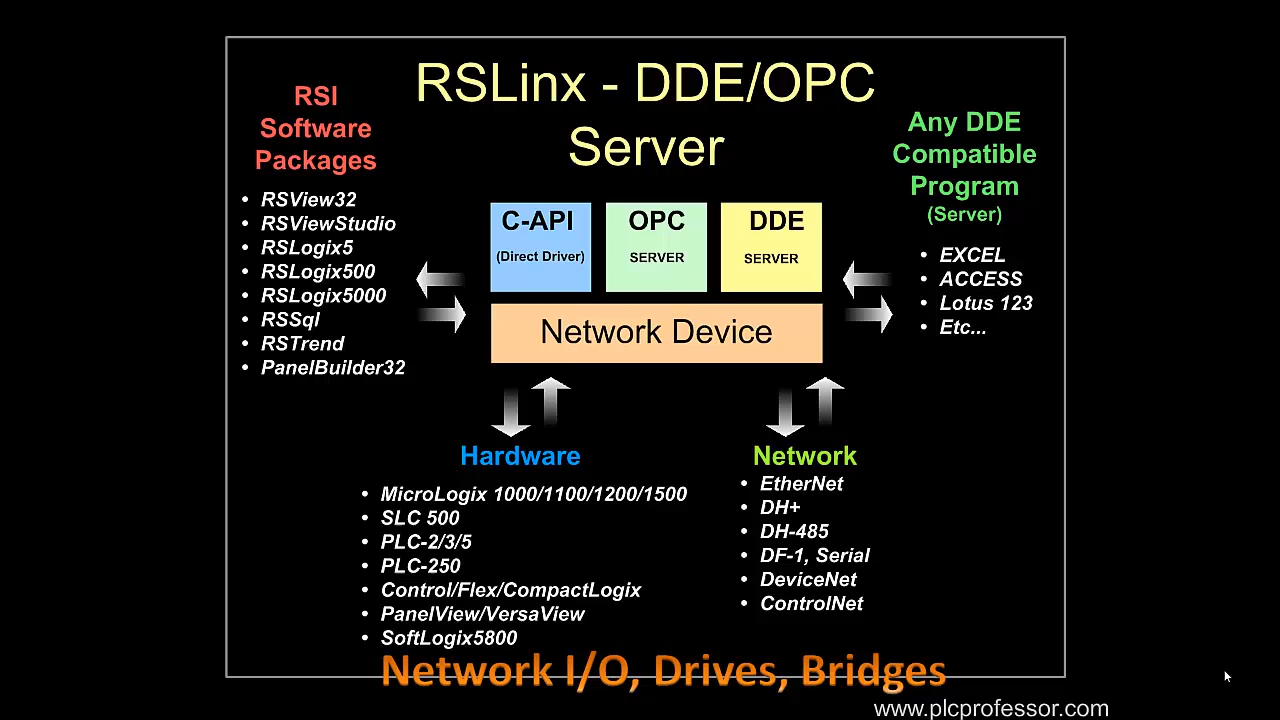 RSLinx - DDE/OPC
Server
RSI
Software
Packages
• RSView32
• RSViewStudio
• RSLogix5
• RSLogix500
• RSLogix5000
• RSSql
• RSTrend
• PanelBuilder32
C-API
(Direct Driver)
OPC
SERVER
DDE
SERVER
Network Device
Any DDE
Compatible
Program
(Server)
• EXCEL
• ACCESS
• Lotus 123
• Etc...
Hardware
• MicroLogix 1000/1100/1200/1500
• SLC 500
• PLC-2/3/5
• PLC-250
• Control/Flex/CompactLogix
• PanelView/VersaView
• SoftLogix5800
Network
• EtherNet
• DH+
• DH-485
• DF-1, Serial
• DeviceNet
• ControlNet
Network I/O, Drives, Bridges
www.plcprofessor.com